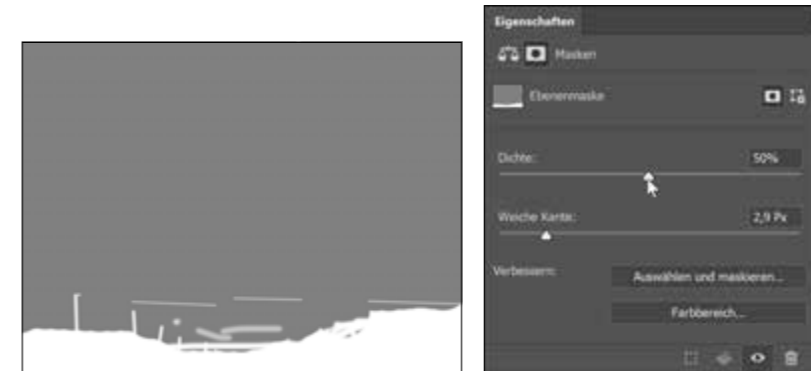 Eigenschaften
Masken
Ebenenmaske
Dichte: 50%
Weiche Kante: 2,9 Px
Verbessern: Auswählen und maskieren...
Farbbereich...